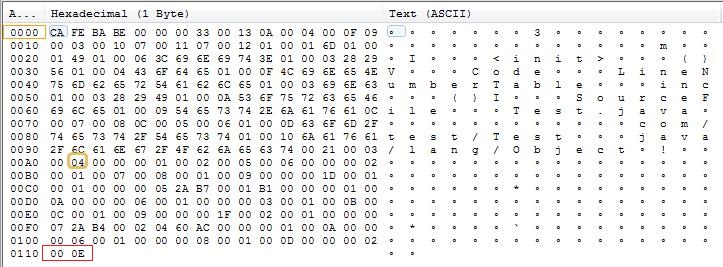 A... Hexadecimal (1 Byte) Text (ASCII)
0000 CA FE BA BE 00 00 00 33 00 13 0A 00 04 00 0F 09 ∘ ∘ ∘ ∘ ∘ ∘ ∘ 3 ∘ ∘ ∘ ∘ ∘ ∘ ∘ ∘
0010 00 03 00 10 07 00 11 07 00 12 01 00 01 6D 01 00 ∘ ∘ ∘ ∘ ∘ ∘ ∘ ∘ ∘ ∘ ∘ ∘ ∘ m ∘ ∘
0020 01 49 01 00 06 3C 69 6E 69 74 3E 01 00 03 28 29 ∘ I ∘ ∘ ∘ < i n i t > ∘ ∘ ∘ ( )
0030 56 01 00 04 43 6F 64 65 01 00 0F 4C 69 6E 65 4E V ∘ ∘ ∘ C o d e ∘ ∘ ∘ L i n e N
0040 75 6D 62 65 72 54 61 62 6C 65 01 00 03 69 6E 63 u m b e r T a b l e ∘ ∘ ∘ i n c
0050 01 00 03 28 29 49 01 00 0A 53 6F 75 72 63 65 46 ∘ ∘ ∘ ( ) I ∘ ∘ ∘ S o u r c e F
0060 69 6C 65 01 00 09 54 65 73 74 2E 6A 61 76 61 0C i l e ∘ ∘ ∘ T e s t . j a v a ∘
0070 00 07 00 08 0C 00 05 00 06 01 00 0D 63 6F 6D 2F ∘ ∘ ∘ ∘ ∘ ∘ ∘ ∘ ∘ ∘ ∘ ∘ c o m /
0080 74 65 73 74 2F 54 65 73 74 01 00 10 6A 61 76 61 t e s t / T e s t ∘ ∘ ∘ j a v a
0090 2F 6C 61 6E 67 2F 4F 62 6A 65 63 74 00 21 00 03 / l a n g / O b j e c t ∘ ! ∘ ∘
00A0 00 04 00 00 00 01 00 02 00 05 00 06 00 00 00 02 ∘ ∘ ∘ ∘ ∘ ∘ ∘ ∘ ∘ ∘ ∘ ∘ ∘ ∘ ∘ ∘
00B0 00 01 00 07 00 08 00 01 00 09 00 00 00 1D 00 01 ∘ ∘ ∘ ∘ ∘ ∘ ∘ ∘ ∘ ∘ ∘ ∘ ∘ ∘ ∘ ∘
00C0 00 01 00 00 00 05 2A B7 00 01 B1 00 00 00 01 00 ∘ ∘ ∘ ∘ ∘ ∘ * ∘ ∘ ∘ ∘ ∘ ∘ ∘ ∘ ∘
00D0 0A 00 00 00 06 00 01 00 00 00 03 00 01 00 0B 00 ∘ ∘ ∘ ∘ ∘ ∘ ∘ ∘ ∘ ∘ ∘ ∘ ∘ ∘ ∘ ∘
00E0 0C 00 01 00 09 00 00 00 1F 00 02 00 01 00 00 00 ∘ ∘ ∘ ∘ ∘ ∘ ∘ ∘ ∘ ∘ ∘ ∘ ∘ ∘ ∘ ∘
00F0 07 2A B4 00 02 04 60 AC 00 00 00 01 00 0A 00 00 ∘ * ∘ ∘ ∘ ∘ ` ∘ ∘ ∘ ∘ ∘ ∘ ∘ ∘ ∘
0100 00 06 00 01 00 00 00 08 00 01 00 0D 00 00 00 02 ∘ ∘ ∘ ∘ ∘ ∘ ∘ ∘ ∘ ∘ ∘ ∘ ∘ ∘ ∘ ∘
0110 00 0E ∘ ∘